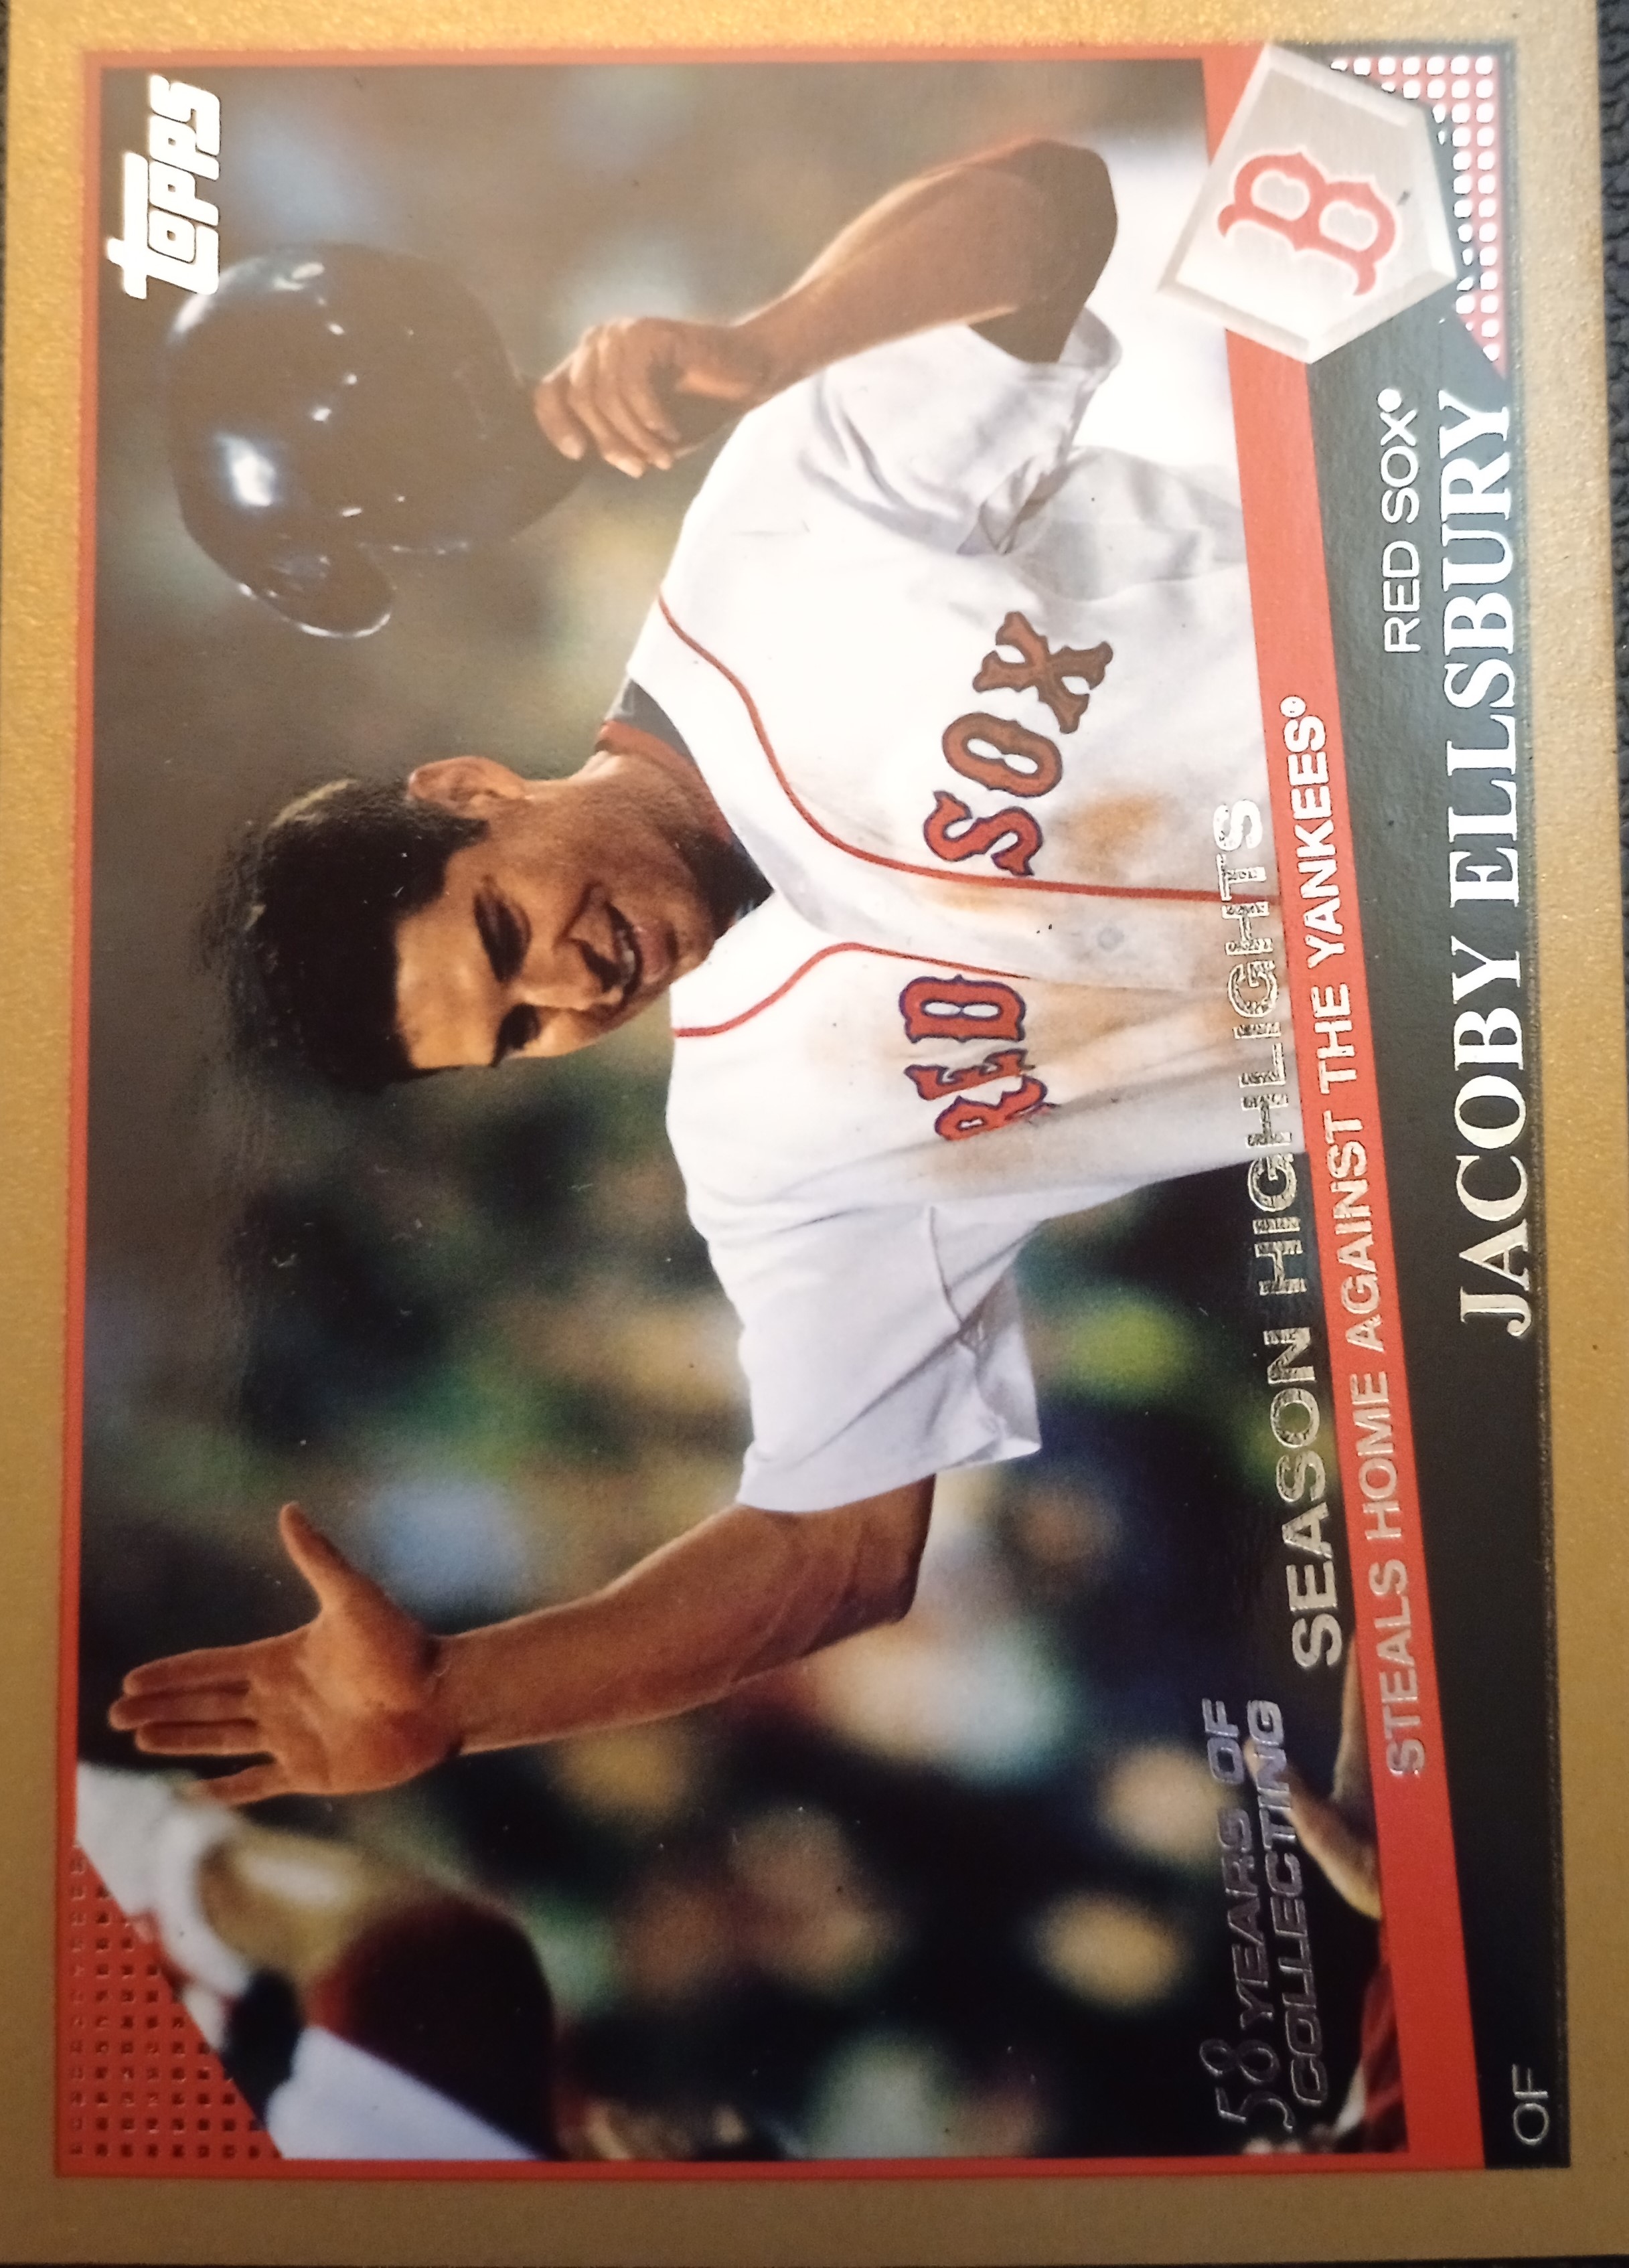 topps
58 YEARS OF
COLLECTING
SEASON HIGHLIGHTS
STEALS HOME AGAINST THE YANKEES®
RED SOX
B
RED SOX®
JACOBY ELLSBURY
OF